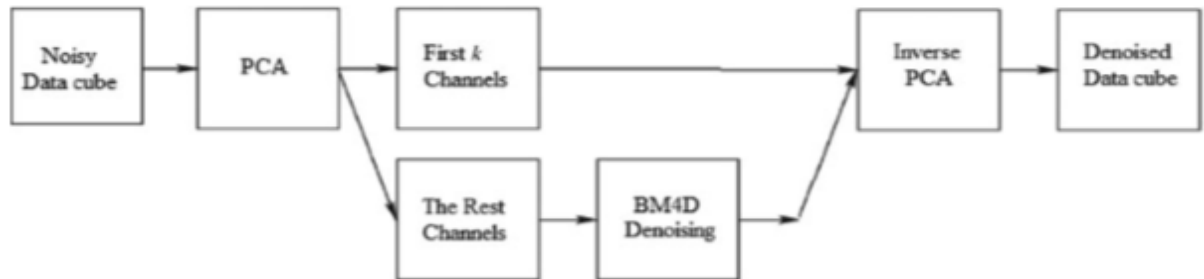 Noisy
Data cube
PCA
First k
Channels
Inverse
PCA
Denoised
Data cube
The Rest
Channels
BM4D
Denoising